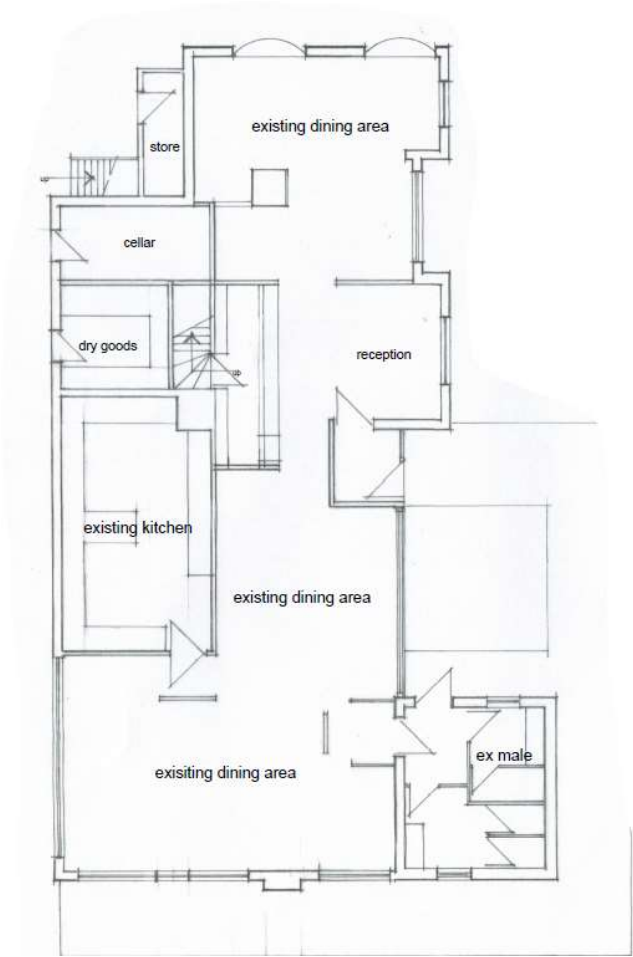 existing dining area
store
cellar
dry goods
up
reception
existing kitchen
existing dining area
exisiting dining area
ex male